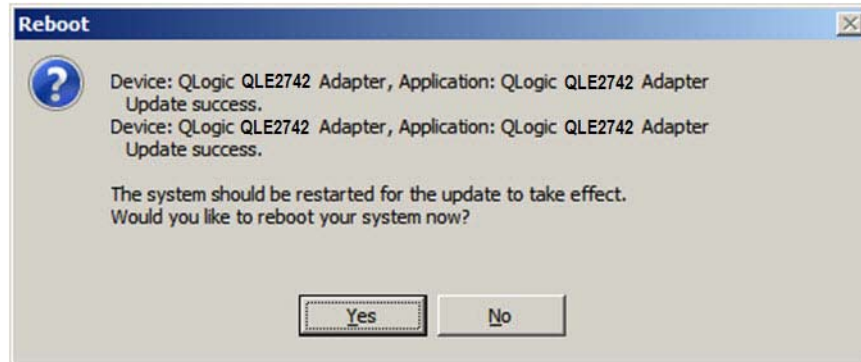 Reboot
Device: QLogic QLE2742 Adapter, Application: QLogic QLE2742 Adapter
Update success.
Device: QLogic QLE2742 Adapter, Application: QLogic QLE2742 Adapter
Update success.
The system should be restarted for the update to take effect.
Would you like to reboot your system now?
Yes No